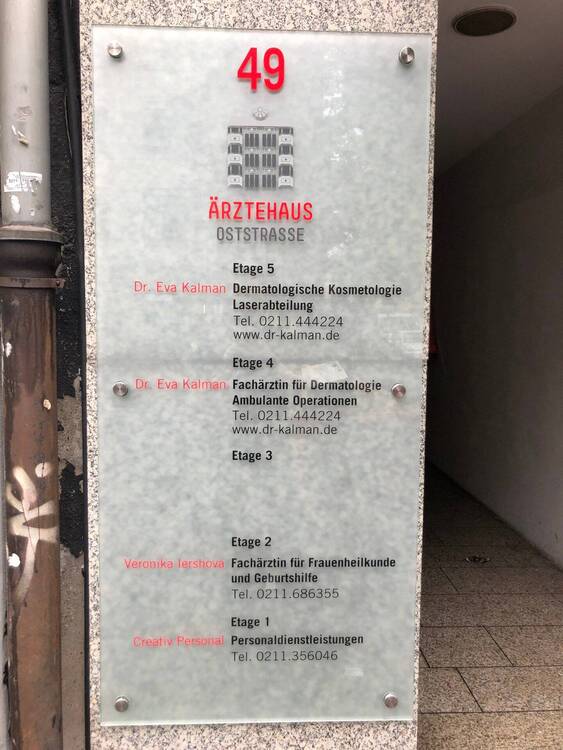 49
ÄRZTEHAUS
OSTSTRASSE
Etage 5
Dr. Eva Kalman Dermatologische Kosmetologie
Laserabteilung
Tel. 0211.444224
www.dr-kalman.de
Etage 4
Dr. Eva Kalman Fachärztin für Dermatologie
Ambulante Operationen
Tel. 0211.444224
www.dr-kalman.de
Etage 3
Etage 2
Veronika Iershova Fachärztin für Frauenheilkunde
und Geburtshilfe
Tel. 0211.686355
Etage 1
Creativ Personal Personaldienstleistungen
Tel. 0211.356046